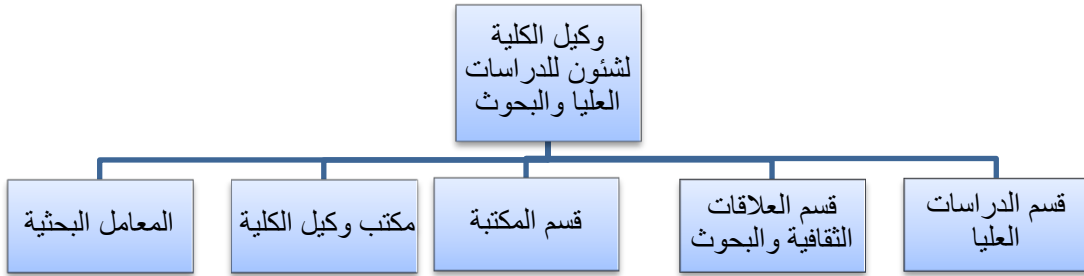 وكيل الكلية
لشئون للدراسات
العليا والبحوث
قسم الدراسات
العليا
قسم العلاقات
الثقافية والبحوث
قسم المكتبة
مكتب وكيل الكلية
المعامل البحثية